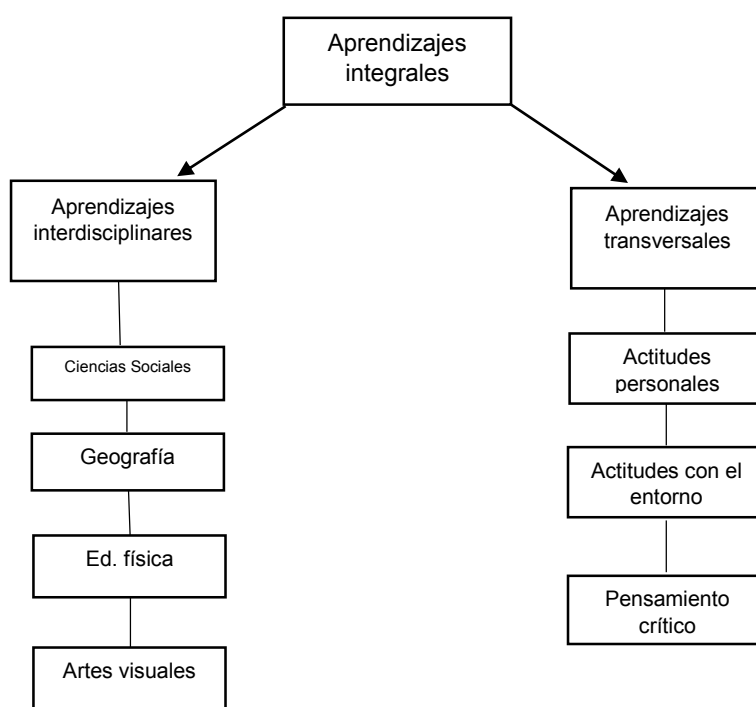 Aprendizajes
integrales
Aprendizajes
interdisciplinares
Ciencias Sociales
Geografía
Ed. física
Artes visuales
Aprendizajes
transversales
Actitudes
personales
Actitudes con el
entorno
Pensamiento
crítico